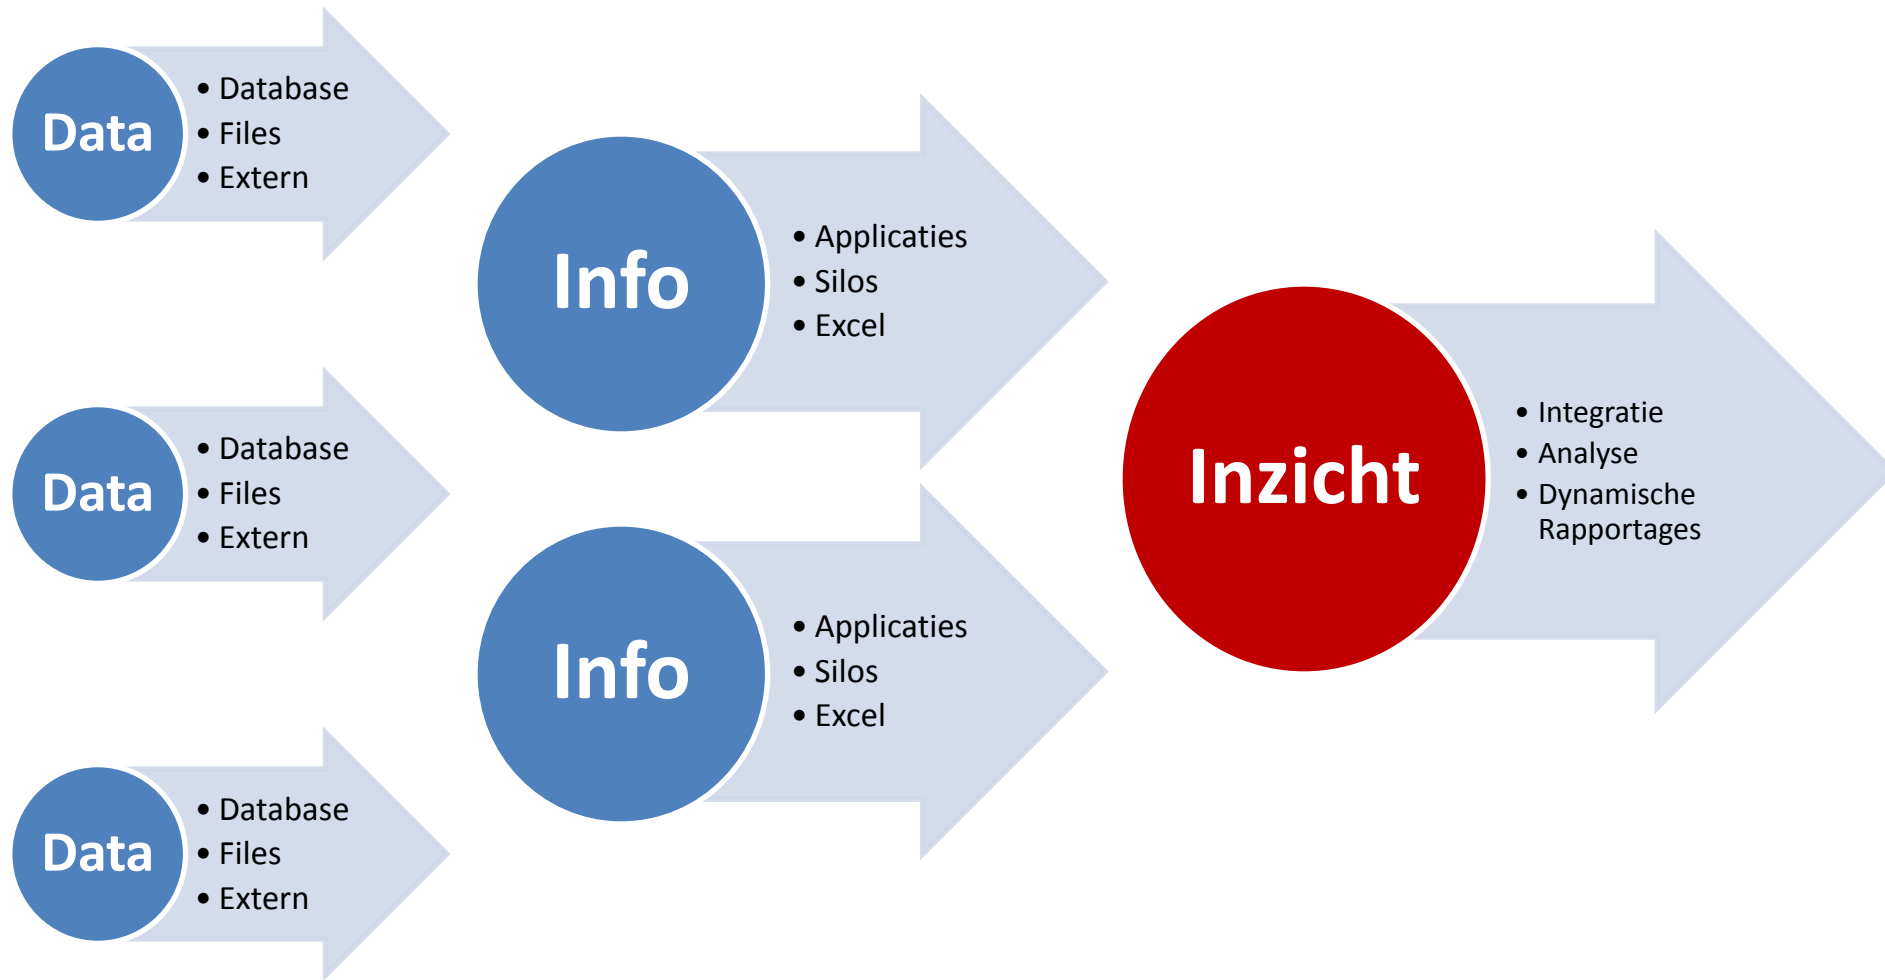 Data
• Database
• Files
• Extern
Data
• Database
• Files
• Extern
Data
• Database
• Files
• Extern
Info
• Applicaties
• Silos
• Excel
Info
• Applicaties
• Silos
• Excel
Inzicht
• Integratie
• Analyse
• Dynamische
Rapportages